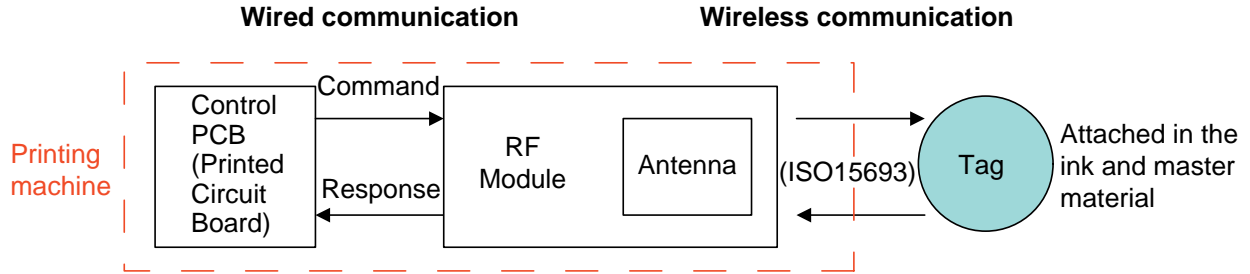 Wired communication
Wireless communication
Printing
machine
Control
PCB
(Printed
Circuit
Board)
Command
Response
RF
Module
Antenna
(ISO15693)
Tag
Attached in the
ink and master
material